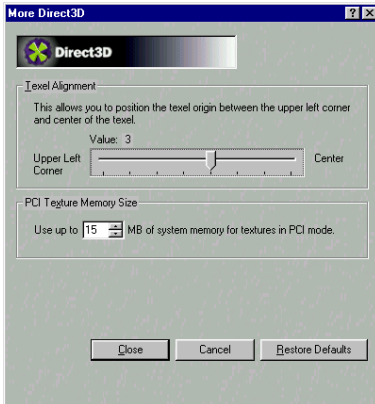 More Direct3D
Direct3D
Texel Alignment
This allows you to position the texel origin between the upper left corner
and center of the texel.
Value: 3
Upper Left
Corner
Center
PCI Texture Memory Size
Use up to 15 MB of system memory for textures in PCI mode.
Close Cancel Restore Defaults